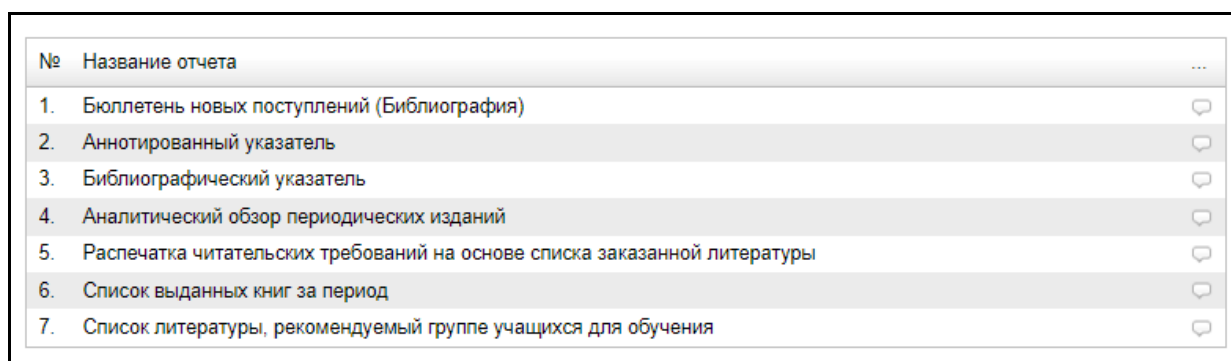 № Название отчета ...
1. Бюллетень новых поступлений (Библиография)
2. Аннотированный указатель
3. Библиографический указатель
4. Аналитический обзор периодических изданий
5. Распечатка читательских требований на основе списка заказанной литературы
6. Список выданных книг за период
7. Список литературы, рекомендуемый группе учащихся для обучения